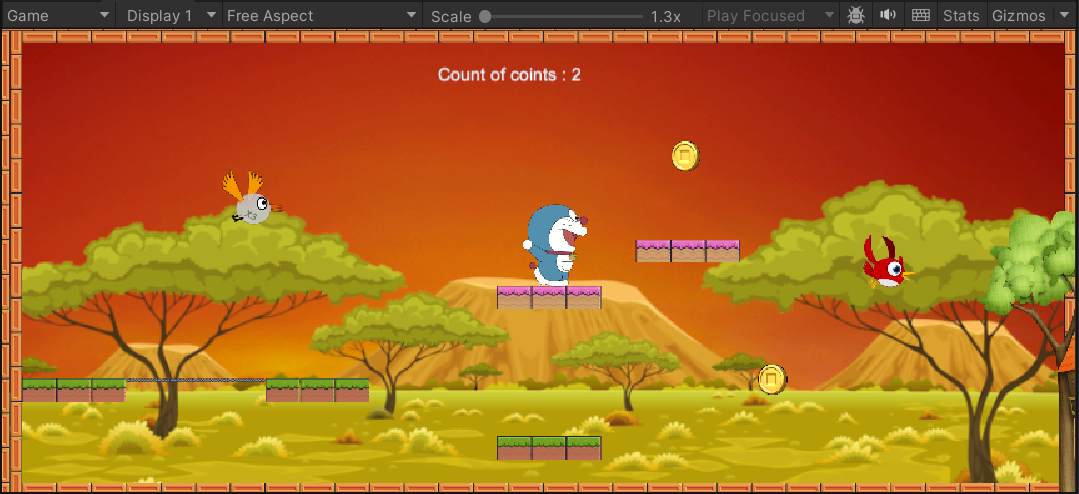 Game Display 1 Free Aspect Scale 1.3x Play Focused Stats Gizmos
Count of coints : 2